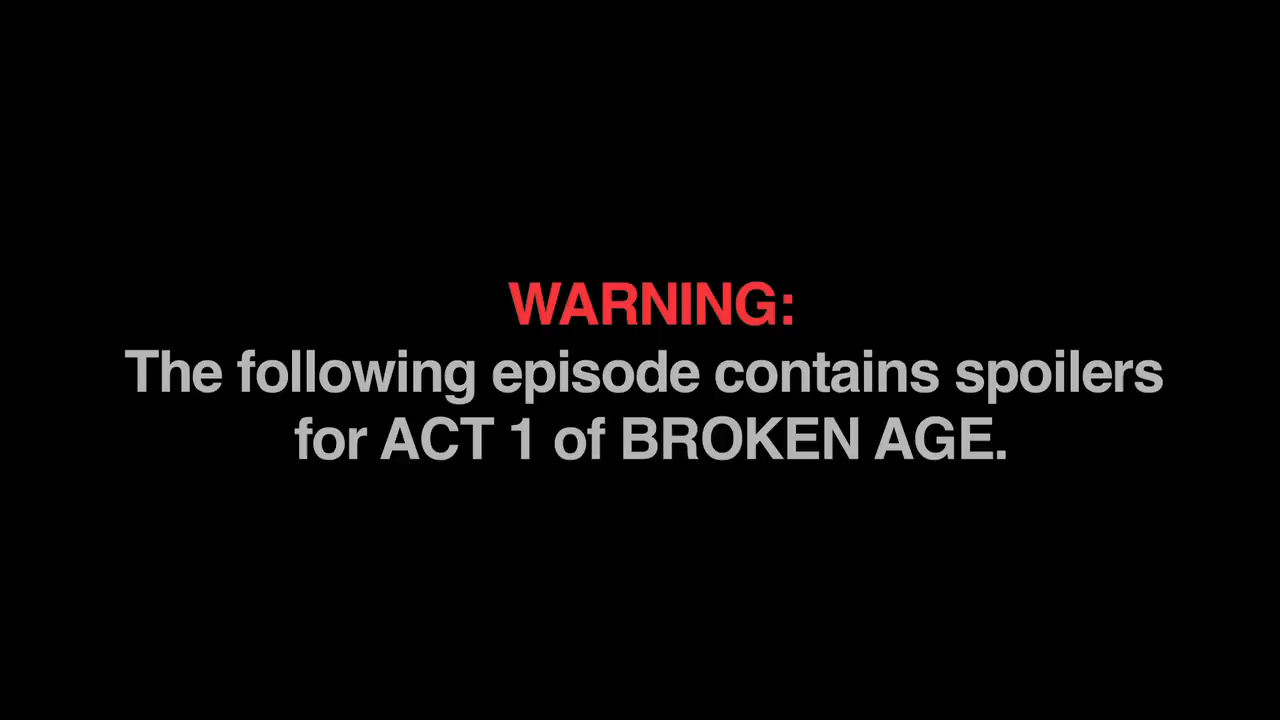 WARNING:
The following episode contains spoilers
for ACT 1 of BROKEN AGE.